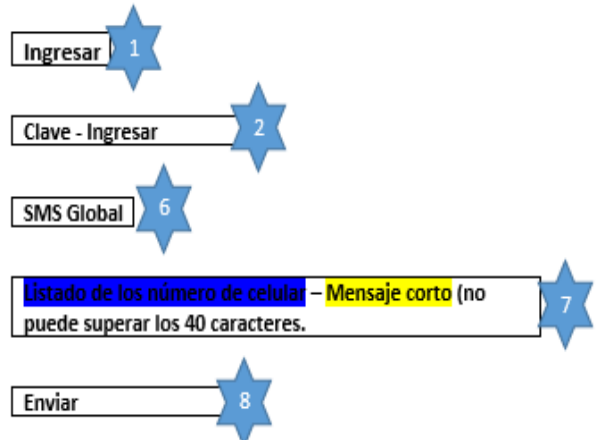 Ingresar 1
Clave - Ingresar 2
SMS Global 6
Listado de los número de celular – Mensaje corto (no
puede superar los 40 caracteres. 7
Enviar 8